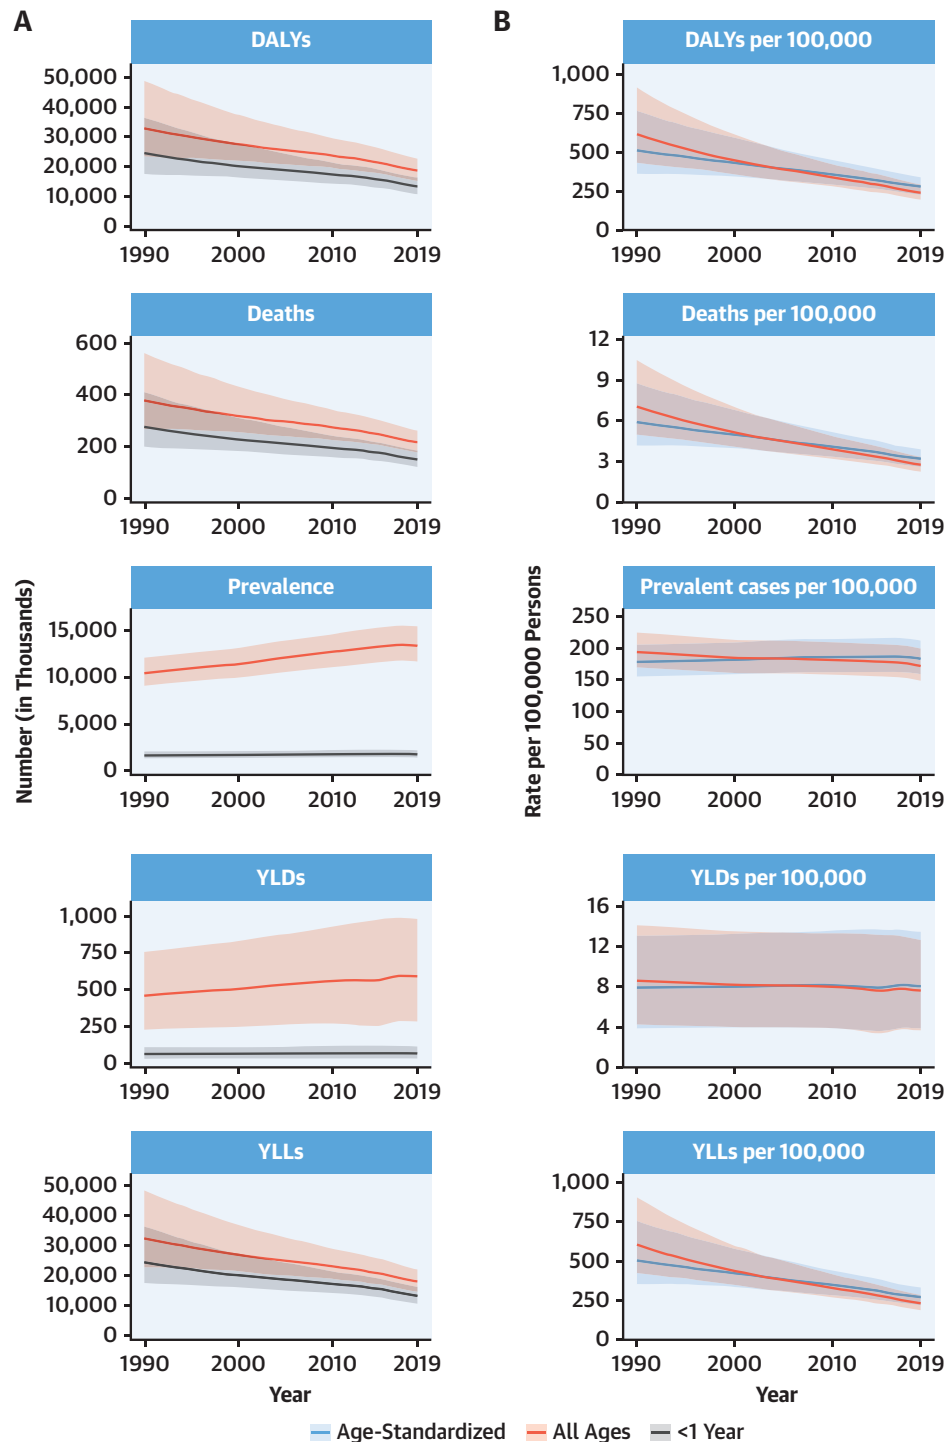 A
DALYs
50,000
40,000
30,000
20,000
10,000
0
1990 2000 2010 2019
Deaths
600
400
200
0
1990 2000 2010 2019
Number (in Thousands)
Prevalence
15,000
10,000
5,000
0
1990 2000 2010 2019
YLDs
1,000
750
500
250
0
1990 2000 2010 2019
YLLs
50,000
40,000
30,000
20,000
10,000
0
1990 2000 2010 2019
Year
B
DALYs per 100,000
1,000
750
500
250
0
1990 2000 2010 2019
Deaths per 100,000
12
9
6
3
0
1990 2000 2010 2019
Rate per 100,000 Persons
Prevalent cases per 100,000
250
200
150
100
50
0
1990 2000 2010 2019
YLDs per 100,000
16
12
8
4
0
1990 2000 2010 2019
YLLs per 100,000
1,000
750
500
250
0
1990 2000 2010 2019
Year
Age-Standardized All Ages <1 Year